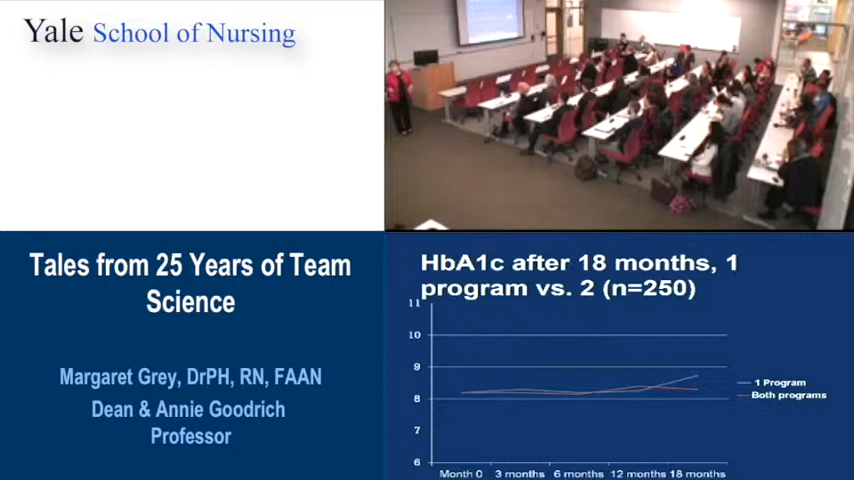 Yale School of Nursing
Tales from 25 Years of Team
Science
Margaret Grey, DrPH, RN, FAAN
Dean & Annie Goodrich
Professor
HbA1c after 18 months, 1
program vs. 2 (n=250)
11
10
9
8
7
6
Month 0 3 months 6 months 12 months 18 months
1 Program
Both programs